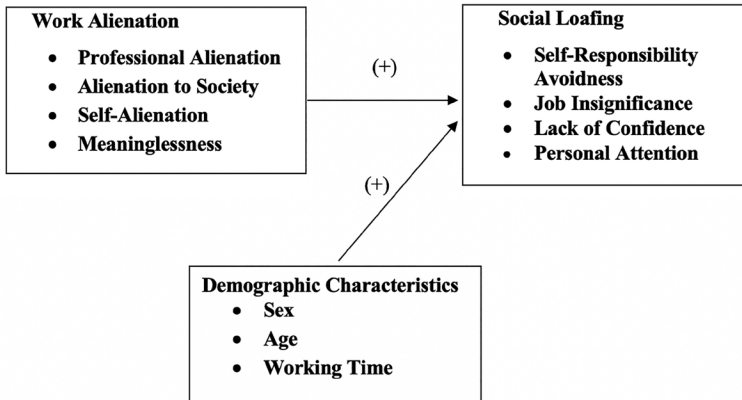 Work Alienation
• Professional Alienation
• Alienation to Society
• Self-Alienation
• Meaninglessness
(+)
Social Loafing
• Self-Responsibility
Avoidness
• Job Insignificance
• Lack of Confidence
• Personal Attention
(+)
Demographic Characteristics
• Sex
• Age
• Working Time